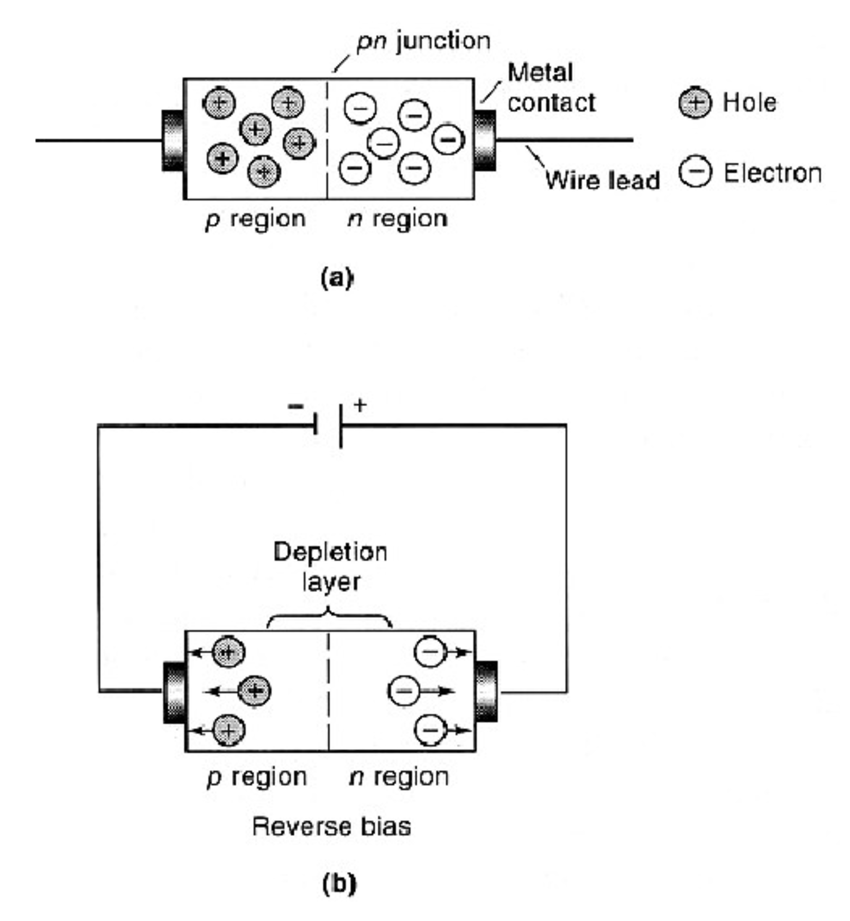 pn junction
Metal
contact
Hole
Wire lead
Electron
p region
n region
(a)
− +
Depletion
layer
p region
n region
Reverse bias
(b)